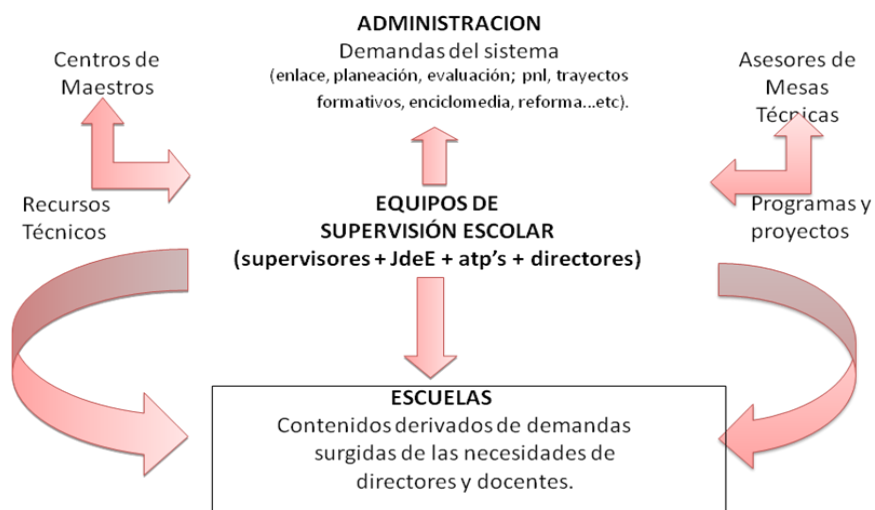 ADMINISTRACION
Demandas del sistema
(enlace, planeación, evaluación; pnl, trayectos
formativos, enciclomedia, reforma...etc).
Centros de
Maestros
Asesores de
Mesas
Técnicas
Recursos
Técnicos
EQUIPOS DE
SUPERVISIÓN ESCOLAR
(supervisores + JdeE + atp’s + directores)
Programas y
proyectos
ESCUELAS
Contenidos derivados de demandas
surgidas de las necesidades de
directores y docentes.